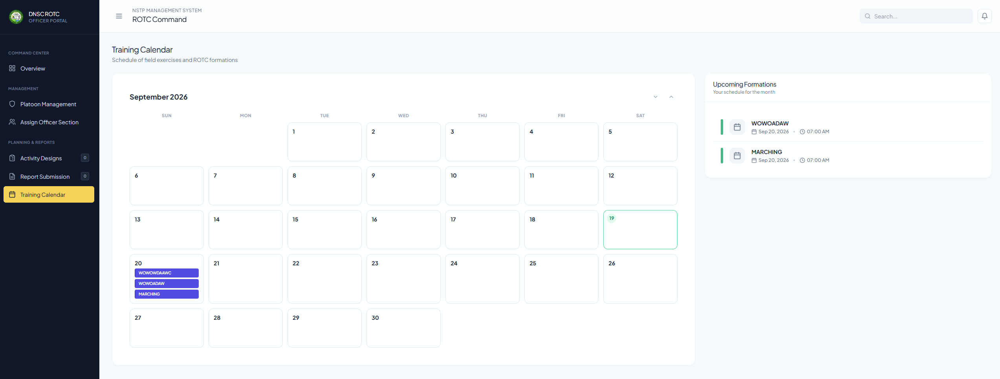 DNSC ROTC
OFFICER PORTAL
COMMAND CENTER
Overview
MANAGEMENT
Platoon Management
Assign Officer Section
PLANNING & REPORTS
Activity Designs 0
Report Submission 0
Training Calendar
NSTP MANAGEMENT SYSTEM
ROTC Command
Search...
Training Calendar
Schedule of field exercises and ROTC formations
September 2026
SUN MON TUE WED THU FRI SAT
1 2 3 4 5
6 7 8 9 10 11 12
13 14 15 16 17 18 19
20 21 22 23 24 25 26
WOWOWDAAWC
WOWOADAW
MARCHING
27 28 29 30
Upcoming Formations
Your schedule for the month
WOWOADAW
Sep 20, 2026 • 07:00 AM
MARCHING
Sep 20, 2026 • 07:00 AM